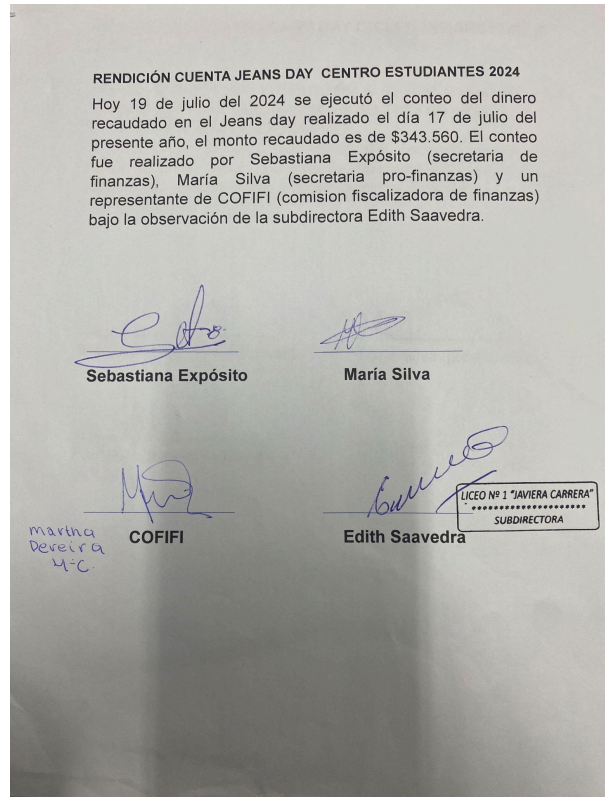 RENDICIÓN CUENTA JEANS DAY CENTRO ESTUDIANTES 2024
Hoy 19 de julio del 2024 se ejecutó el conteo del dinero
recaudado en el Jeans day realizado el día 17 de julio del
presente año, el monto recaudado es de $343.560. El conteo
fue realizado por Sebastiana Expósito (secretaria de
finanzas), María Silva (secretaria pro-finanzas) y un
representante de COFIFI (comision fiscalizadora de finanzas)
bajo la observación de la subdirectora Edith Saavedra.
Sebastiana Expósito
María Silva
COFIFI
martha
Pereira
4-C.
Edith Saavedra
LICEO Nº 1 "JAVIERA CARRERA"
SUBDIRECTORA